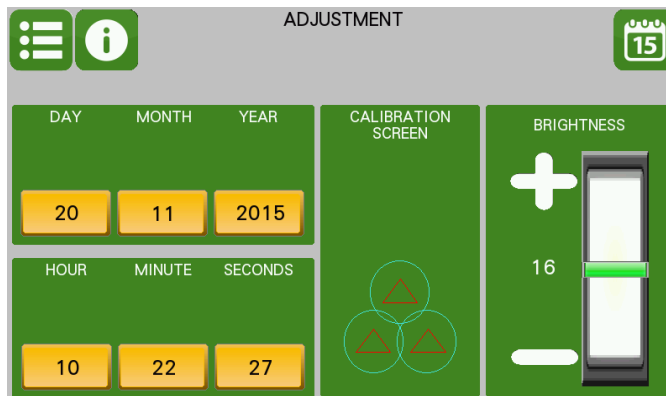 ADJUSTMENT
15
DAY MONTH YEAR
20 11 2015
HOUR MINUTE SECONDS
10 22 27
CALIBRATION
SCREEN
BRIGHTNESS
16